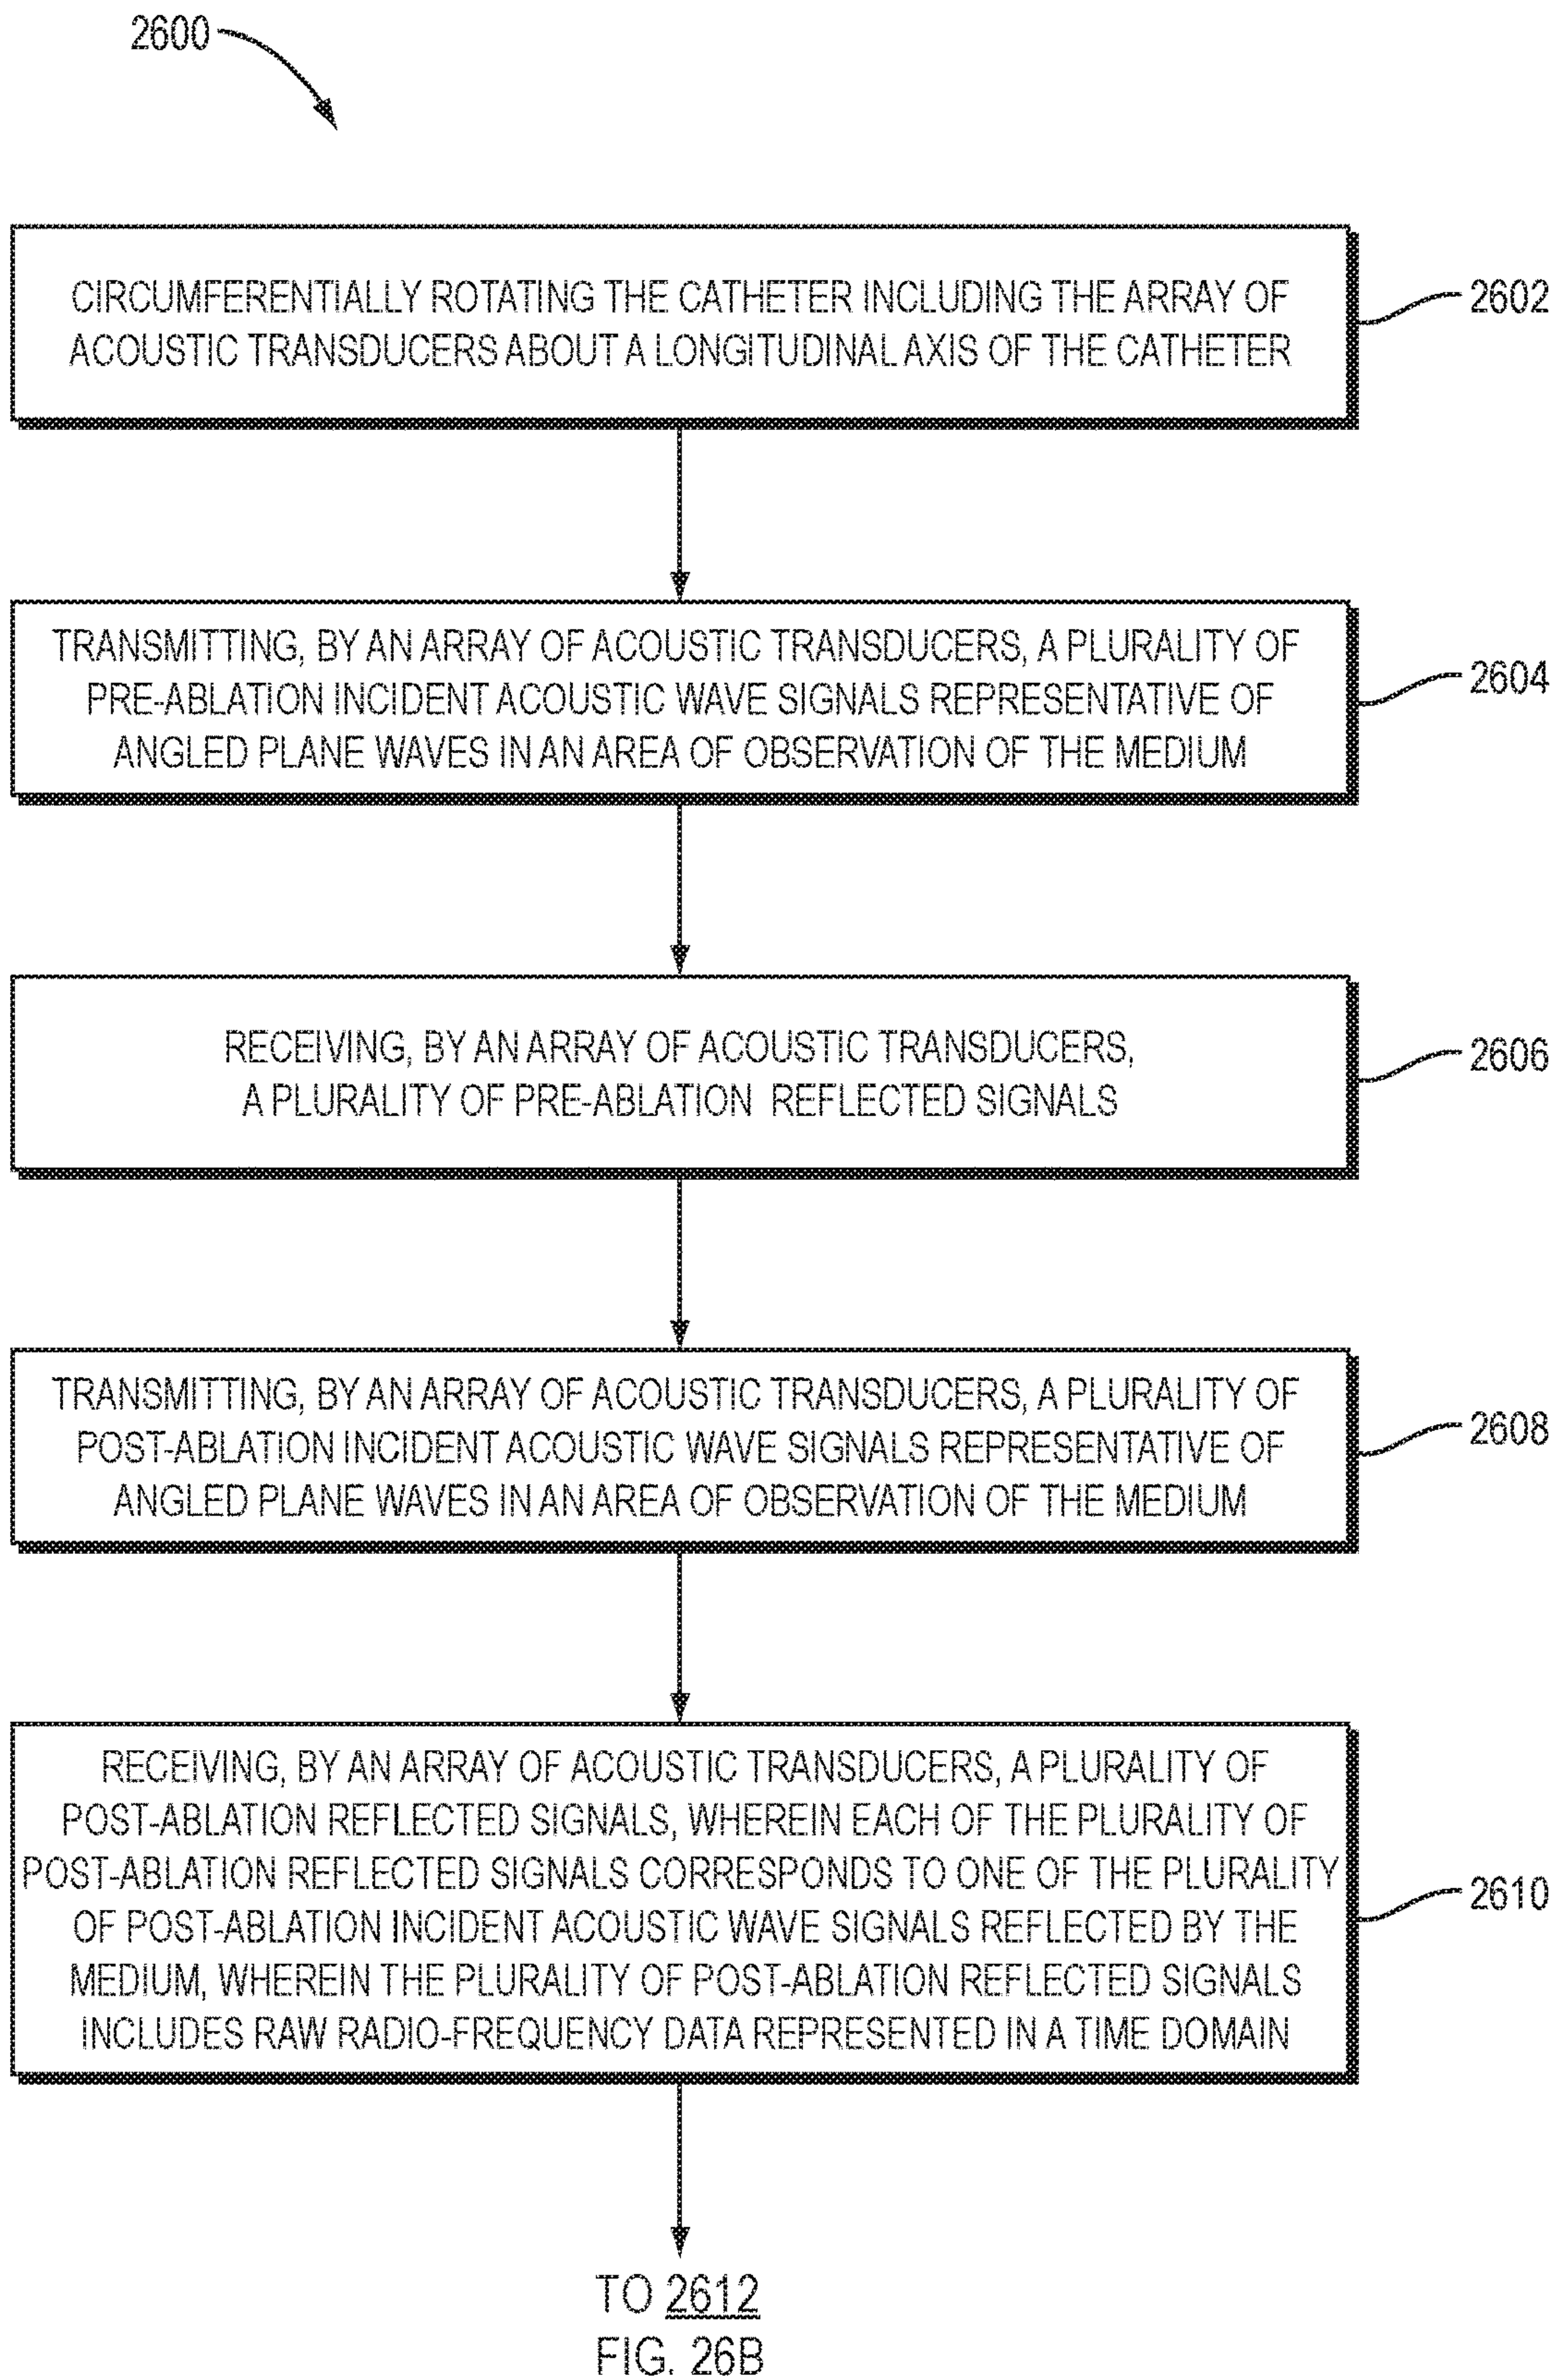 2600
CIRCUMFERENTIALLY ROTATING THE CATHETER INCLUDING THE ARRAY OF
ACOUSTIC TRANSDUCERS ABOUT A LONGITUDINAL AXIS OF THE CATHETER
2602
TRANSMITTING, BY AN ARRAY OF ACOUSTIC TRANSDUCERS, A PLURALITY OF
PRE-ABLATION INCIDENT ACOUSTIC WAVE SIGNALS REPRESENTATIVE OF
ANGLED PLANE WAVES IN AN AREA OF OBSERVATION OF THE MEDIUM
2604
RECEIVING, BY AN ARRAY OF ACOUSTIC TRANSDUCERS,
A PLURALITY OF PRE-ABLATION REFLECTED SIGNALS
2606
TRANSMITTING, BY AN ARRAY OF ACOUSTIC TRANSDUCERS, A PLURALITY OF
POST-ABLATION INCIDENT ACOUSTIC WAVE SIGNALS REPRESENTATIVE OF
ANGLED PLANE WAVES IN AN AREA OF OBSERVATION OF THE MEDIUM
2608
RECEIVING, BY AN ARRAY OF ACOUSTIC TRANSDUCERS, A PLURALITY OF
POST-ABLATION REFLECTED SIGNALS, WHEREIN EACH OF THE PLURALITY OF
POST-ABLATION REFLECTED SIGNALS CORRESPONDS TO ONE OF THE PLURALITY
OF POST-ABLATION INCIDENT ACOUSTIC WAVE SIGNALS REFLECTED BY THE
MEDIUM, WHEREIN THE PLURALITY OF POST-ABLATION REFLECTED SIGNALS
INCLUDES RAW RADIO-FREQUENCY DATA REPRESENTED IN A TIME DOMAIN
2610
TO 2612
FIG. 26B